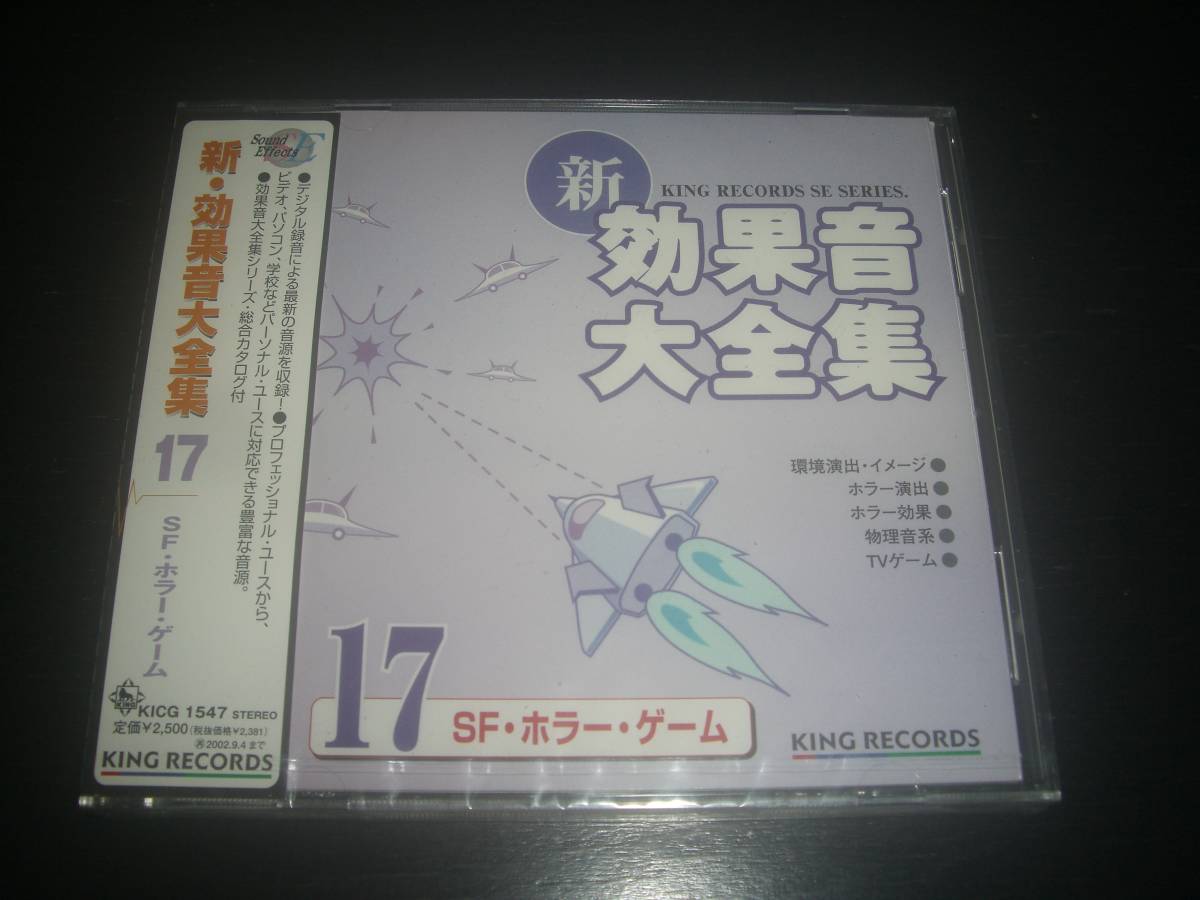 Sound Effects
SE
新・効果音大全集
17
SF・ホラー・ゲーム
●デジタル録音による最新の音源を収録!●プロフェッショナル・ユースから、
ビデオ、パソコン、学校などパーソナル・ユースに対応できる豊富な音源。
●効果音大全集シリーズ・総合カタログ付
KING
KICG 1547 STEREO
定価¥2,500(税抜価格¥2,381)
2002.9.4まで
KING RECORDS
新
KING RECORDS SE SERIES.
効果音
大全集
環境演出・イメージ●
ホラー演出●
ホラー効果●
物理音系●
TVゲーム●
17
SF・ホラー・ゲーム
KING RECORDS